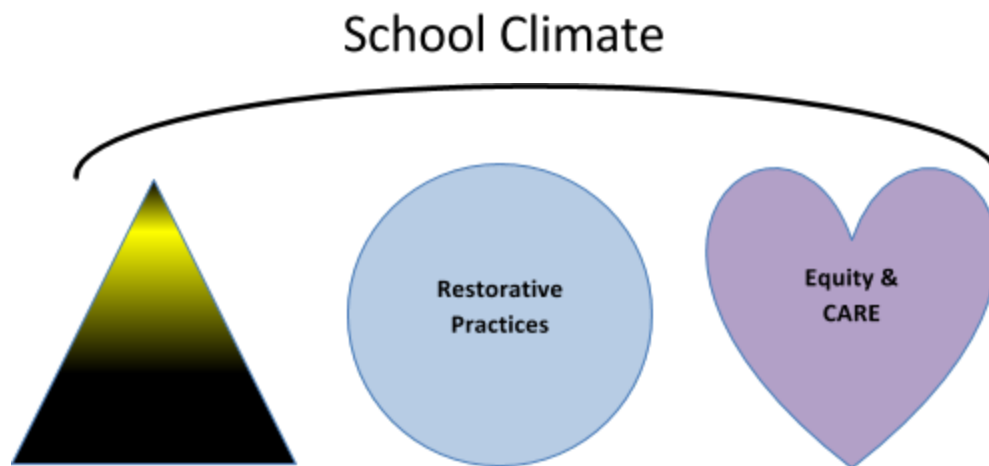 School Climate
Restorative
Practices
Equity &
CARE